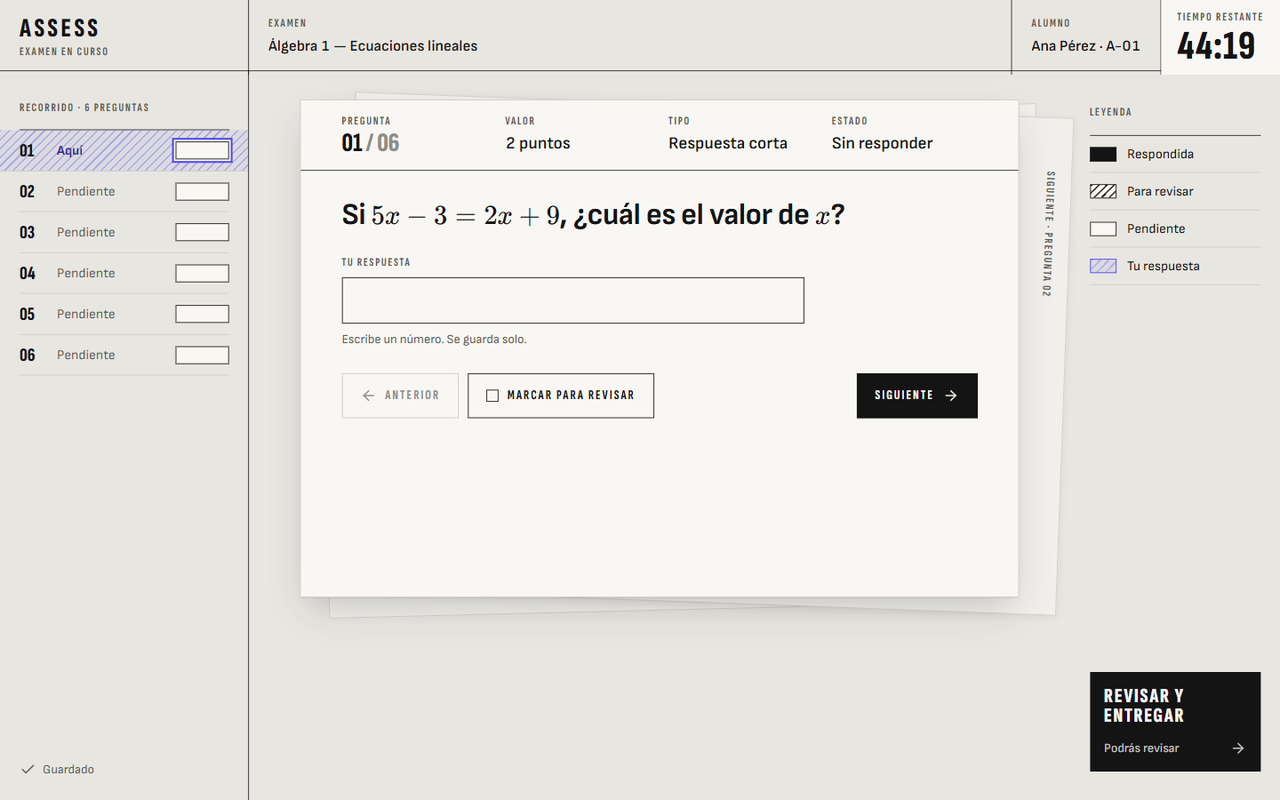 ASSESS
EXAMEN EN CURSO
EXAMEN
Álgebra 1 — Ecuaciones lineales
ALUMNO
Ana Pérez · A-01
TIEMPO RESTANTE
44:19
RECORRIDO · 6 PREGUNTAS
01 Aquí
02 Pendiente
03 Pendiente
04 Pendiente
05 Pendiente
06 Pendiente
Guardado
PREGUNTA
01 / 06
VALOR
2 puntos
TIPO
Respuesta corta
ESTADO
Sin responder
Si 5x − 3 = 2x + 9, ¿cuál es el valor de x?
TU RESPUESTA
Escribe un número. Se guarda solo.
← ANTERIOR
MARCAR PARA REVISAR
SIGUIENTE →
SIGUIENTE · PREGUNTA 02
LEYENDA
Respondida
Para revisar
Pendiente
Tu respuesta
REVISAR Y
ENTREGAR
Podrás revisar →